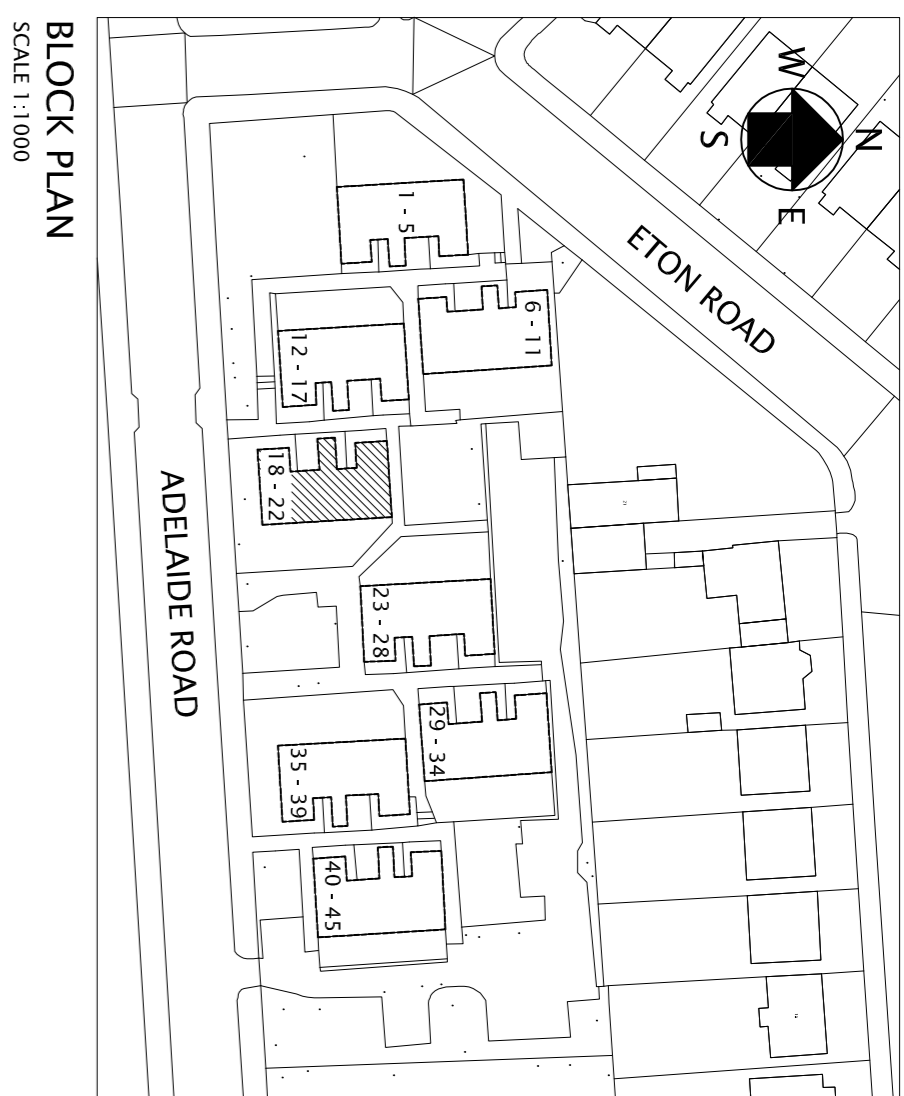 BLOCK PLAN
SCALE 1:1000
N
W
E
S
ETON ROAD
ADELAIDE ROAD
1 - 5
6 - 11
12 - 17
18 - 22
23 - 28
29 - 34
35 - 39
40 - 45